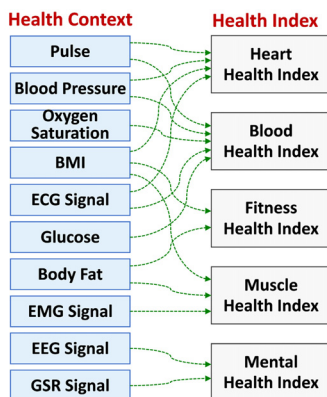 Health Context
Pulse
Blood Pressure
Oxygen
Saturation
BMI
ECG Signal
Glucose
Body Fat
EMG Signal
EEG Signal
GSR Signal
Health Index
Heart
Health Index
Blood
Health Index
Fitness
Health Index
Muscle
Health Index
Mental
Health Index